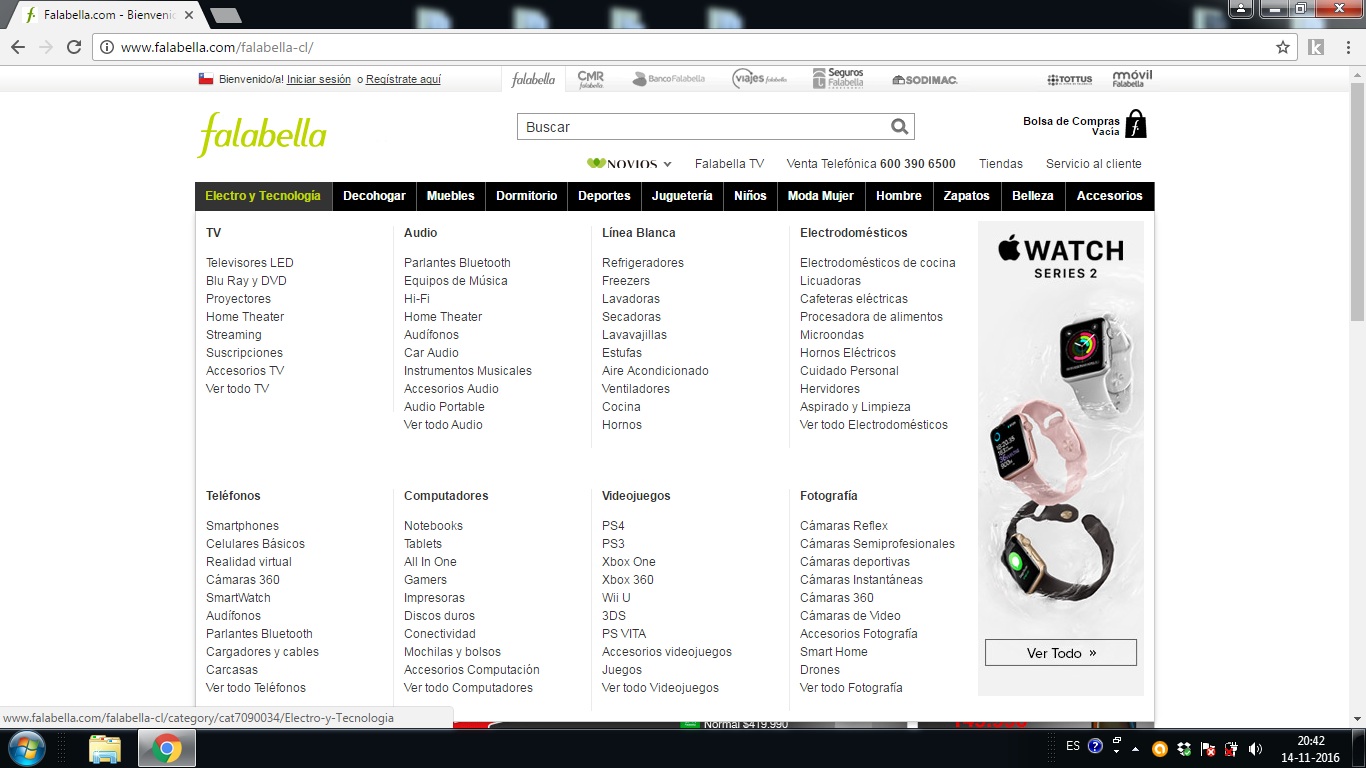 Falabella.com - Bienvenid
www.falabella.com/falabella-cl/
Bienvenido/a! Iniciar sesión o Regístrate aquí
falabella
CMR falabella
BancoFalabella
viajes falabella
Seguros Falabella
SODIMAC
TOTTUS
móvil Falabella
falabella
Buscar
Bolsa de Compras
Vacía
NOVIOS
Falabella TV
Venta Telefónica 600 390 6500
Tiendas
Servicio al cliente
Electro y Tecnología
Decohogar
Muebles
Dormitorio
Deportes
Juguetería
Niños
Moda Mujer
Hombre
Zapatos
Belleza
Accesorios
TV
Televisores LED
Blu Ray y DVD
Proyectores
Home Theater
Streaming
Suscripciones
Accesorios TV
Ver todo TV
Audio
Parlantes Bluetooth
Equipos de Música
Hi-Fi
Home Theater
Audífonos
Car Audio
Instrumentos Musicales
Accesorios Audio
Audio Portable
Ver todo Audio
Línea Blanca
Refrigeradores
Freezers
Lavadoras
Secadoras
Lavavajillas
Estufas
Aire Acondicionado
Ventiladores
Cocina
Hornos
Electrodomésticos
Electrodomésticos de cocina
Licuadoras
Cafeteras eléctricas
Procesadora de alimentos
Microondas
Hornos Eléctricos
Cuidado Personal
Hervidores
Aspirado y Limpieza
Ver todo Electrodomésticos
WATCH
SERIES 2
Teléfonos
Smartphones
Celulares Básicos
Realidad virtual
Cámaras 360
SmartWatch
Audífonos
Parlantes Bluetooth
Cargadores y cables
Carcasas
Ver todo Teléfonos
Computadores
Notebooks
Tablets
All In One
Gamers
Impresoras
Discos duros
Conectividad
Mochilas y bolsos
Accesorios Computación
Ver todo Computadores
Videojuegos
PS4
PS3
Xbox One
Xbox 360
Wii U
3DS
PS VITA
Accesorios videojuegos
Juegos
Ver todo Videojuegos
Fotografía
Cámaras Reflex
Cámaras Semiprofesionales
Cámaras deportivas
Cámaras Instantáneas
Cámaras 360
Cámaras de Video
Accesorios Fotografía
Smart Home
Drones
Ver todo Fotografía
Ver Todo »
www.falabella.com/falabella-cl/category/cat7090034/Electro-y-Tecnologia
Normal $419.990
ES
20:42
14-11-2016